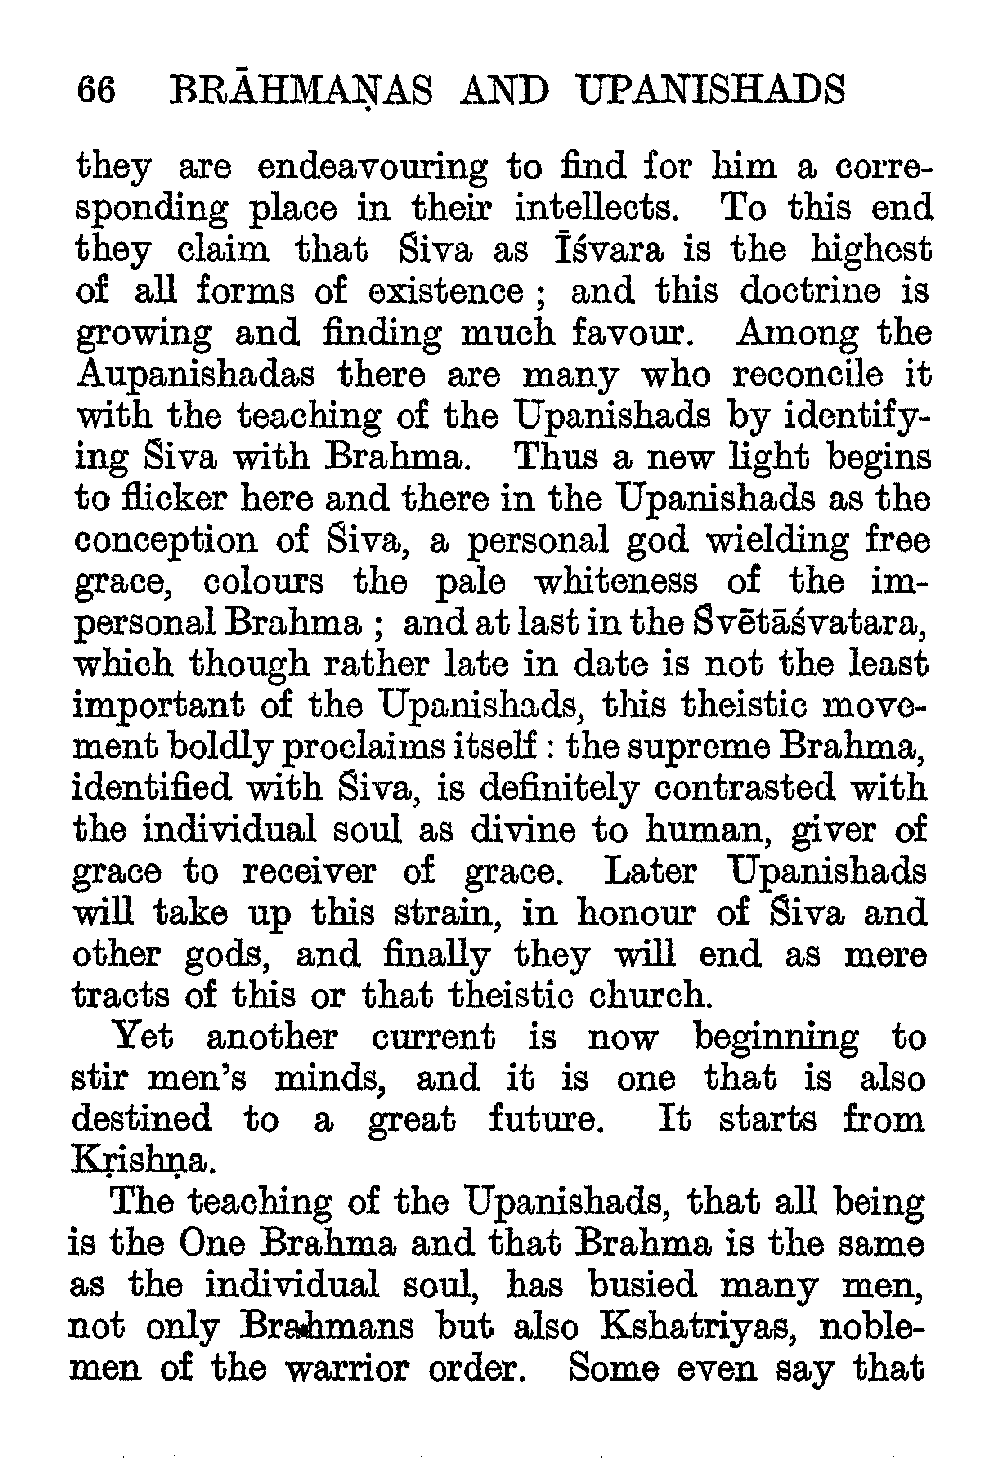 66 BRĀHMAṆAS AND UPANISHADS
they are endeavouring to find for him a corre-
sponding place in their intellects. To this end
they claim that Śiva as Īśvara is the highest
of all forms of existence ; and this doctrine is
growing and finding much favour. Among the
Aupanishadas there are many who reconcile it
with the teaching of the Upanishads by identify-
ing Śiva with Brahma. Thus a new light begins
to flicker here and there in the Upanishads as the
conception of Śiva, a personal god wielding free
grace, colours the pale whiteness of the im-
personal Brahma ; and at last in the Śvētāśvatara,
which though rather late in date is not the least
important of the Upanishads, this theistic move-
ment boldly proclaims itself : the supreme Brahma,
identified with Śiva, is definitely contrasted with
the individual soul as divine to human, giver of
grace to receiver of grace. Later Upanishads
will take up this strain, in honour of Śiva and
other gods, and finally they will end as mere
tracts of this or that theistic church.
Yet another current is now beginning to
stir men's minds, and it is one that is also
destined to a great future. It starts from
Kṛishṇa.
The teaching of the Upanishads, that all being
is the One Brahma and that Brahma is the same
as the individual soul, has busied many men,
not only Brahmans but also Kshatriyas, noble-
men of the warrior order. Some even say that